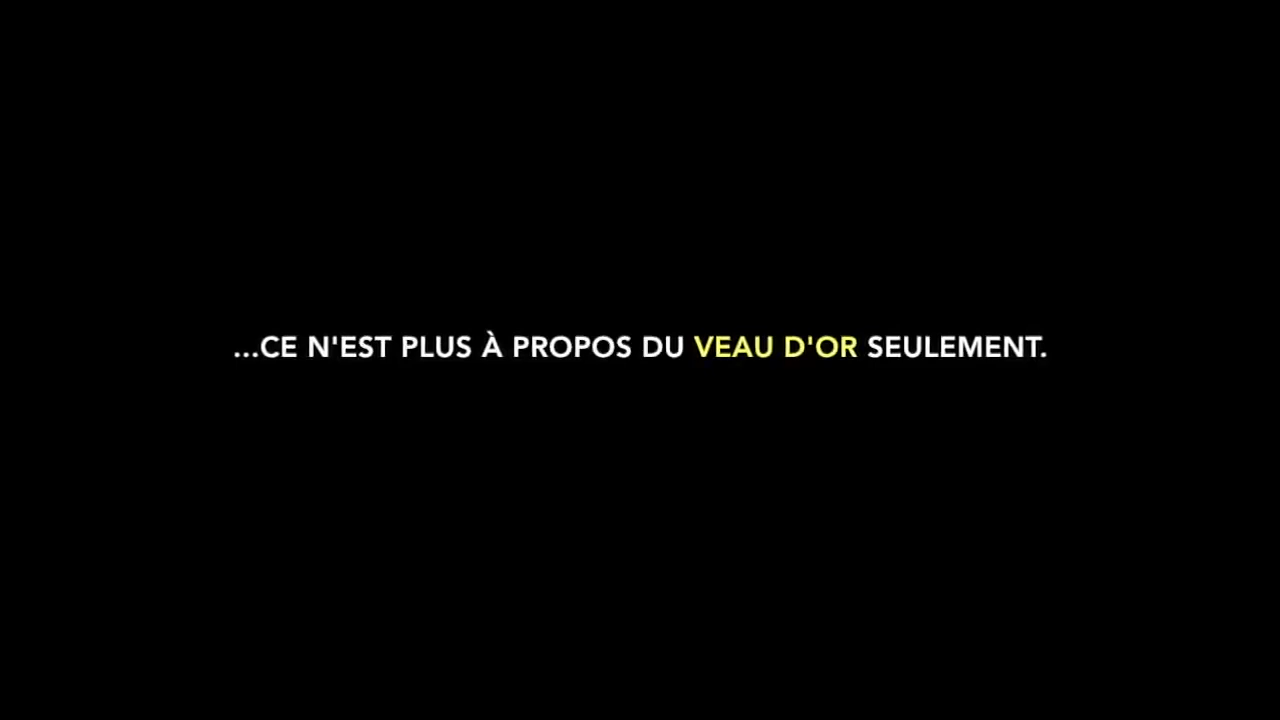 ...CE N'EST PLUS À PROPOS DU VEAU D'OR SEULEMENT.